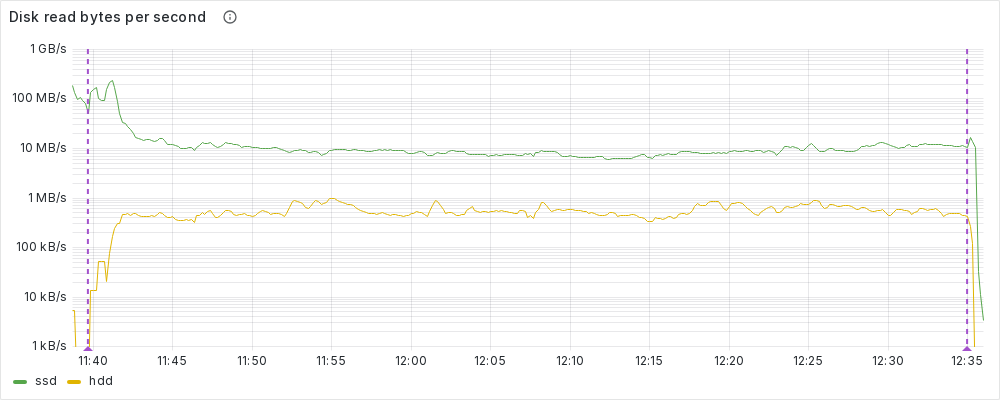 Disk read bytes per second
1 GB/s
100 MB/s
10 MB/s
1 MB/s
100 kB/s
10 kB/s
1 kB/s
11:40 11:45 11:50 11:55 12:00 12:05 12:10 12:15 12:20 12:25 12:30 12:35
ssd hdd